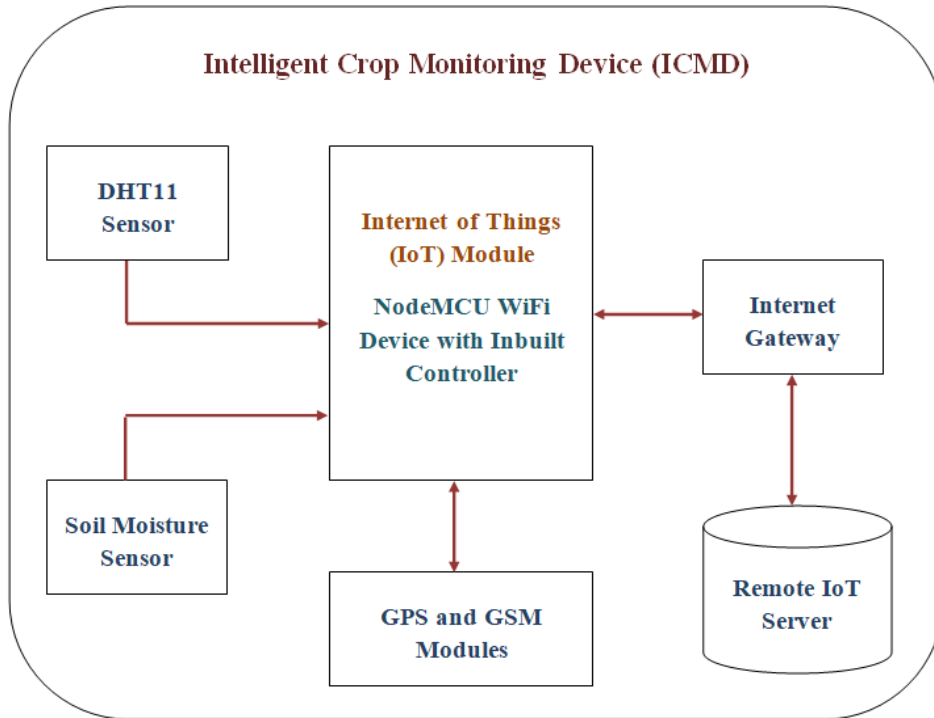 Intelligent Crop Monitoring Device (ICMD)
DHT11
Sensor
Internet of Things
(IoT) Module
NodeMCU WiFi
Device with Inbuilt
Controller
Internet
Gateway
Soil Moisture
Sensor
GPS and GSM
Modules
Remote IoT
Server